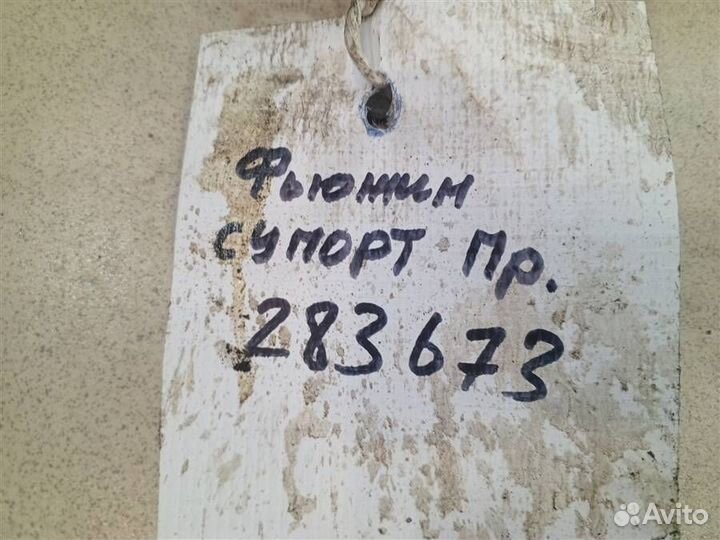 Фьюжин
супорт Пр.
283673
Avito